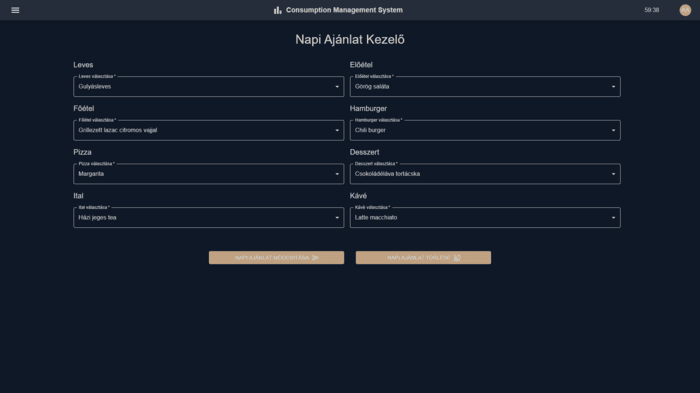 Consumption Management System
59:38
Napi Ajánlat Kezelő
Leves
Leves választása *
Gulyásleves
Előétel
Előétel választása *
Görög saláta
Főétel
Főétel választása *
Grillezett lazac citromos vajjal
Hamburger
Hamburger választása *
Chili burger
Pizza
Pizza választása *
Margarita
Desszert
Desszert választása *
Csokoládéláva tortácska
Ital
Ital választása *
Házi jeges tea
Kávé
Kávé választása *
Latte macchiato
NAPI AJÁNLAT MÓDOSÍTÁSA
NAPI AJÁNLAT TÖRLÉSE